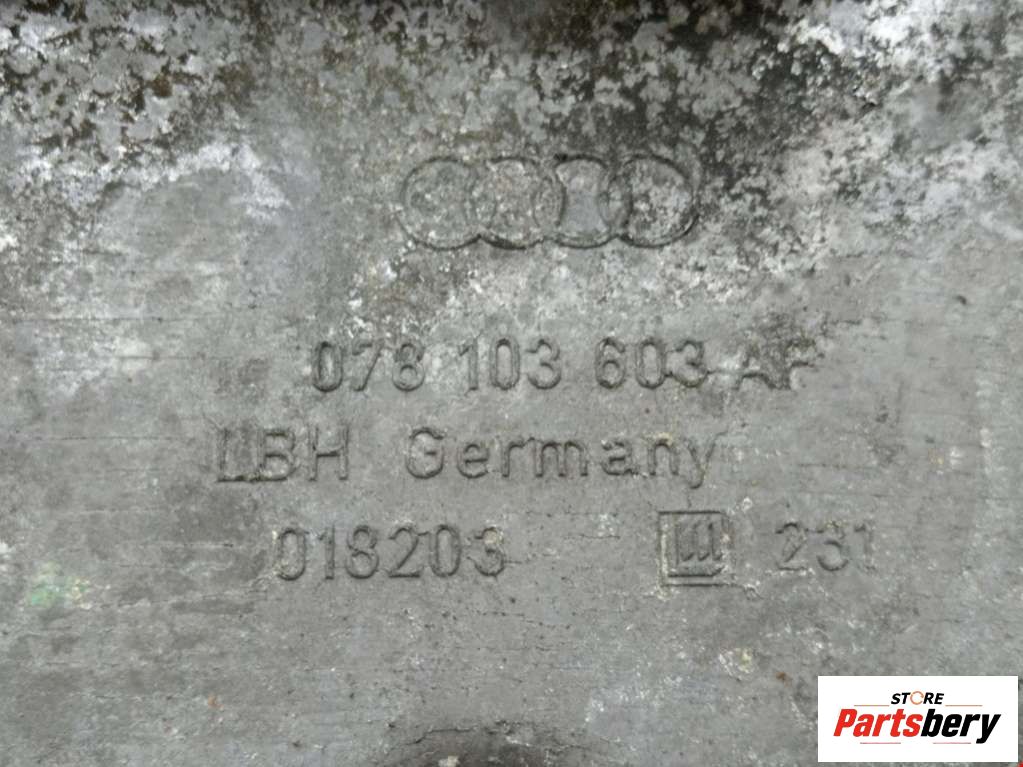 078 103 603 AF
LBH Germany
018203 231
STORE
Partsbery